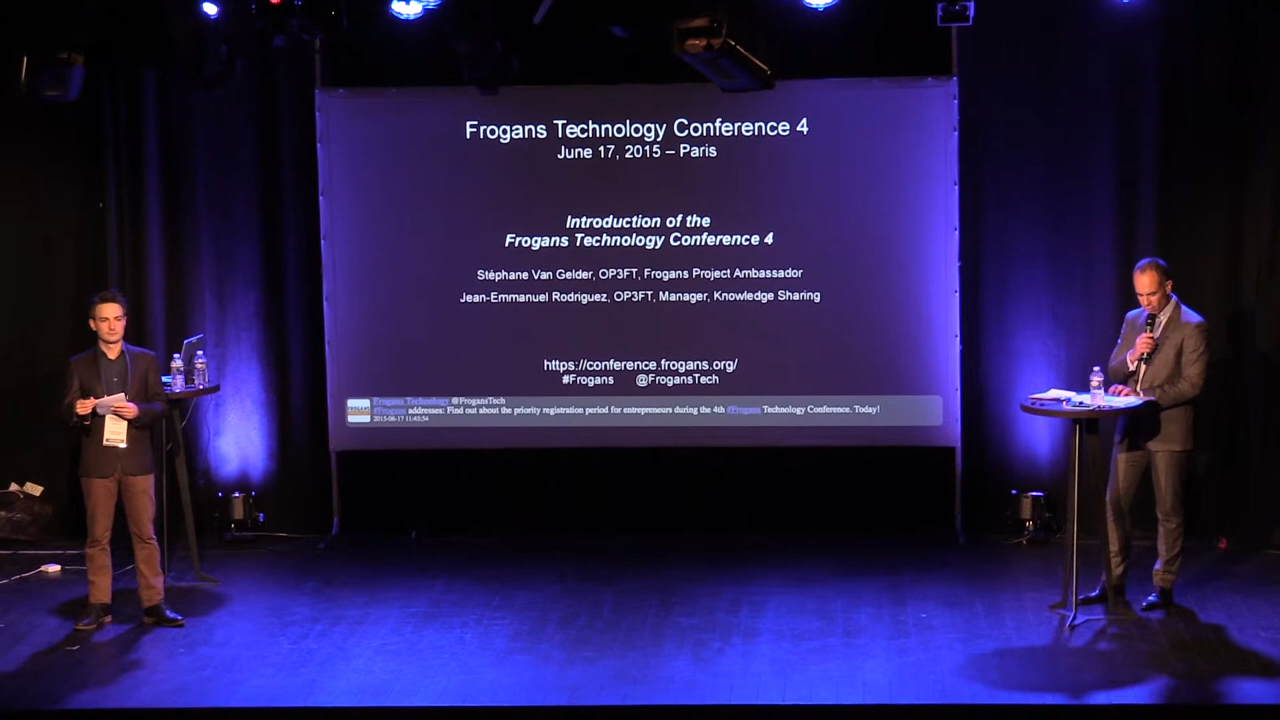 Frogans Technology Conference 4
June 17, 2015 – Paris
Introduction of the
Frogans Technology Conference 4
Stéphane Van Gelder, OP3FT, Frogans Project Ambassador
Jean-Emmanuel Rodriguez, OP3FT, Manager, Knowledge Sharing
https://conference.frogans.org/
#Frogans @FrogansTech
FROGANS
Frogans Technology @FrogansTech
#Frogans addresses: Find out about the priority registration period for entrepreneurs during the 4th #Frogans Technology Conference. Today!
2015-06-17 11:45:54